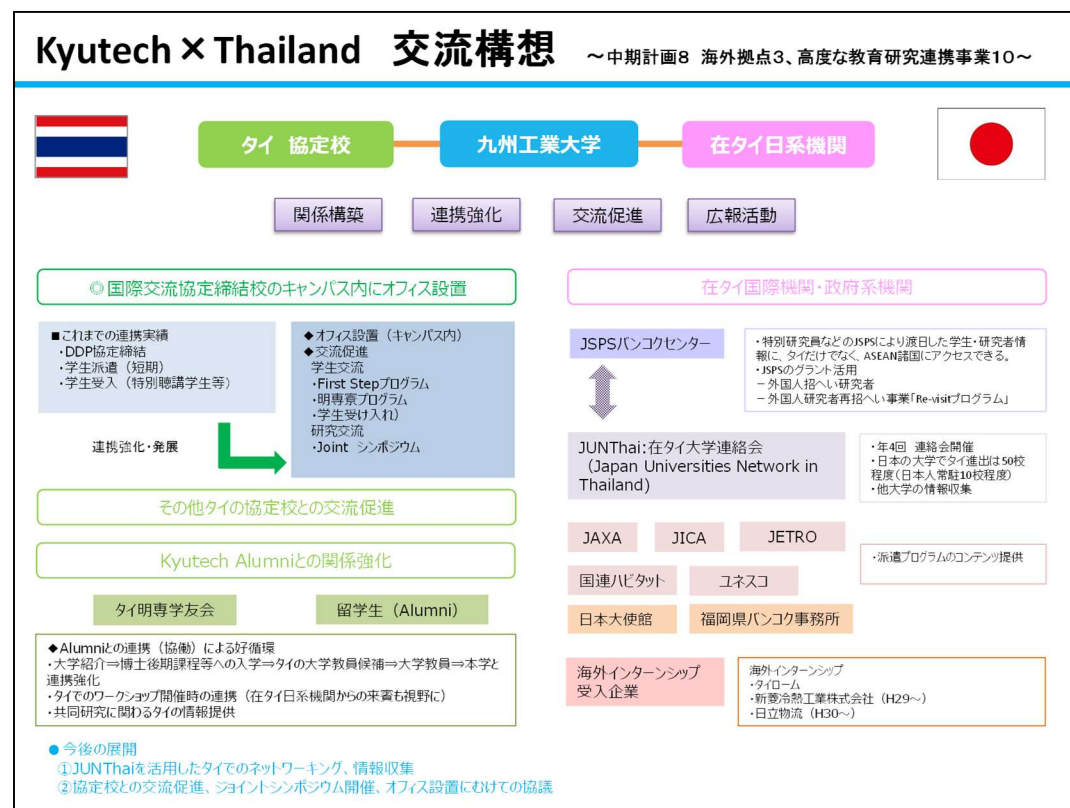 Kyutech×Thailand 交流構想 ～中期計画8 海外拠点3、高度な教育研究連携事業10～
タイ 協定校
九州工業大学
在タイ日系機関
関係構築
連携強化
交流促進
広報活動
◎国際交流協定締結校のキャンパス内にオフィス設置
■これまでの連携実績
・DDP協定締結
・学生派遣（短期）
・学生受入（特別聴講学生等）
連携強化・発展
◆オフィス設置（キャンパス内）
◆交流促進
学生交流
・First Stepプログラム
・明専寮プログラム
・学生受け入れ）
研究交流
・Joint シンポジウム
その他タイの協定校との交流促進
Kyutech Alumniとの関係強化
タイ明専学友会
留学生（Alumni）
◆Alumniとの連携（協働）による好循環
・大学紹介⇒博士後期課程等への入学⇒タイの大学教員候補⇒大学教員⇒本学と
連携強化
・タイでのワークショップ開催時の連携（在タイ日系機関からの来賓も視野に）
・共同研究に関わるタイの情報提供
在タイ国際機関・政府系機関
JSPSバンコクセンター
・特別研究員などのJSPSにより渡日した学生・研究者情
報に、タイだけでなく、ASEAN諸国にアクセスできる。
・JSPSのグラント活用
－外国人招へい研究者
－外国人研究者再招へい事業「Re-visitプログラム」
JUNThai:在タイ大学連絡会
（Japan Universities Network in
Thailand)
・年4回 連絡会開催
・日本の大学でタイ進出は50校
程度（日本人常駐10校程度）
・他大学の情報収集
JAXA
JICA
JETRO
国連ハビタット
ユネスコ
・派遣プログラムのコンテンツ提供
日本大使館
福岡県バンコク事務所
海外インターンシップ
受入企業
海外インターンシップ
・タイローム
・新菱冷熱工業株式会社（H29～）
・日立物流（H30～）
●今後の展開
①JUNThaiを活用したタイでのネットワーキング、情報収集
②協定校との交流促進、ジョイントシンポジウム開催、オフィス設置にむけての協議